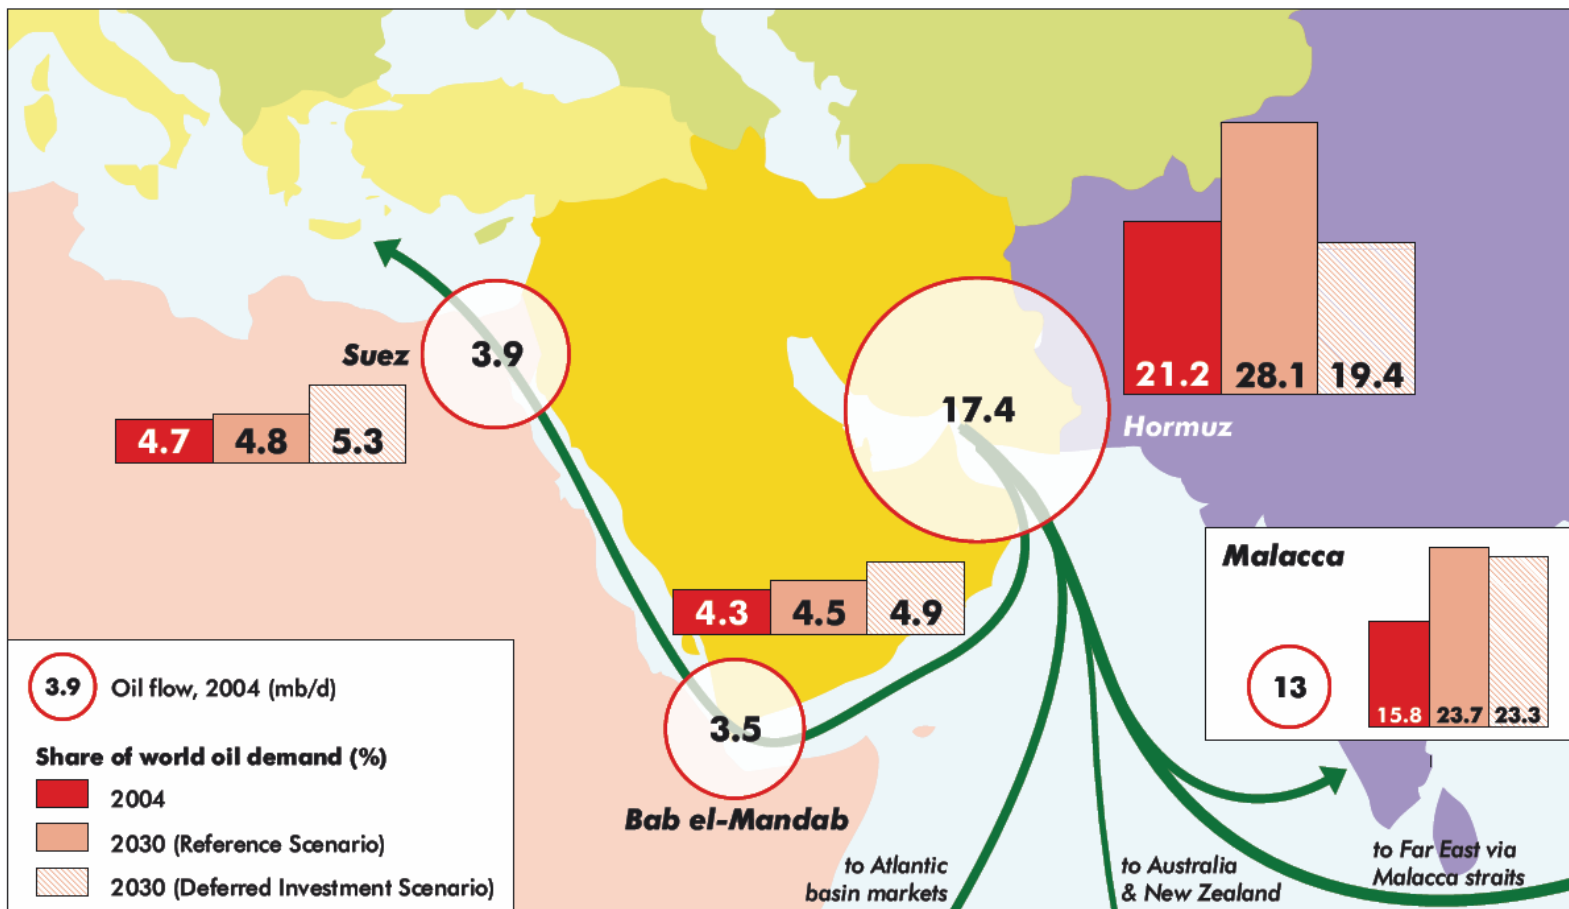 21.2 28.1 19.4
Hormuz
Suez
3.9
4.7 4.8 5.3
17.4
4.3 4.5 4.9
3.5
Bab el-Mandab
Malacca
13
15.8 23.7 23.3
to Atlantic
basin markets
to Australia
& New Zealand
to Far East via
Malacca straits
3.9 Oil flow, 2004 (mb/d)
Share of world oil demand (%)
2004
2030 (Reference Scenario)
2030 (Deferred Investment Scenario)